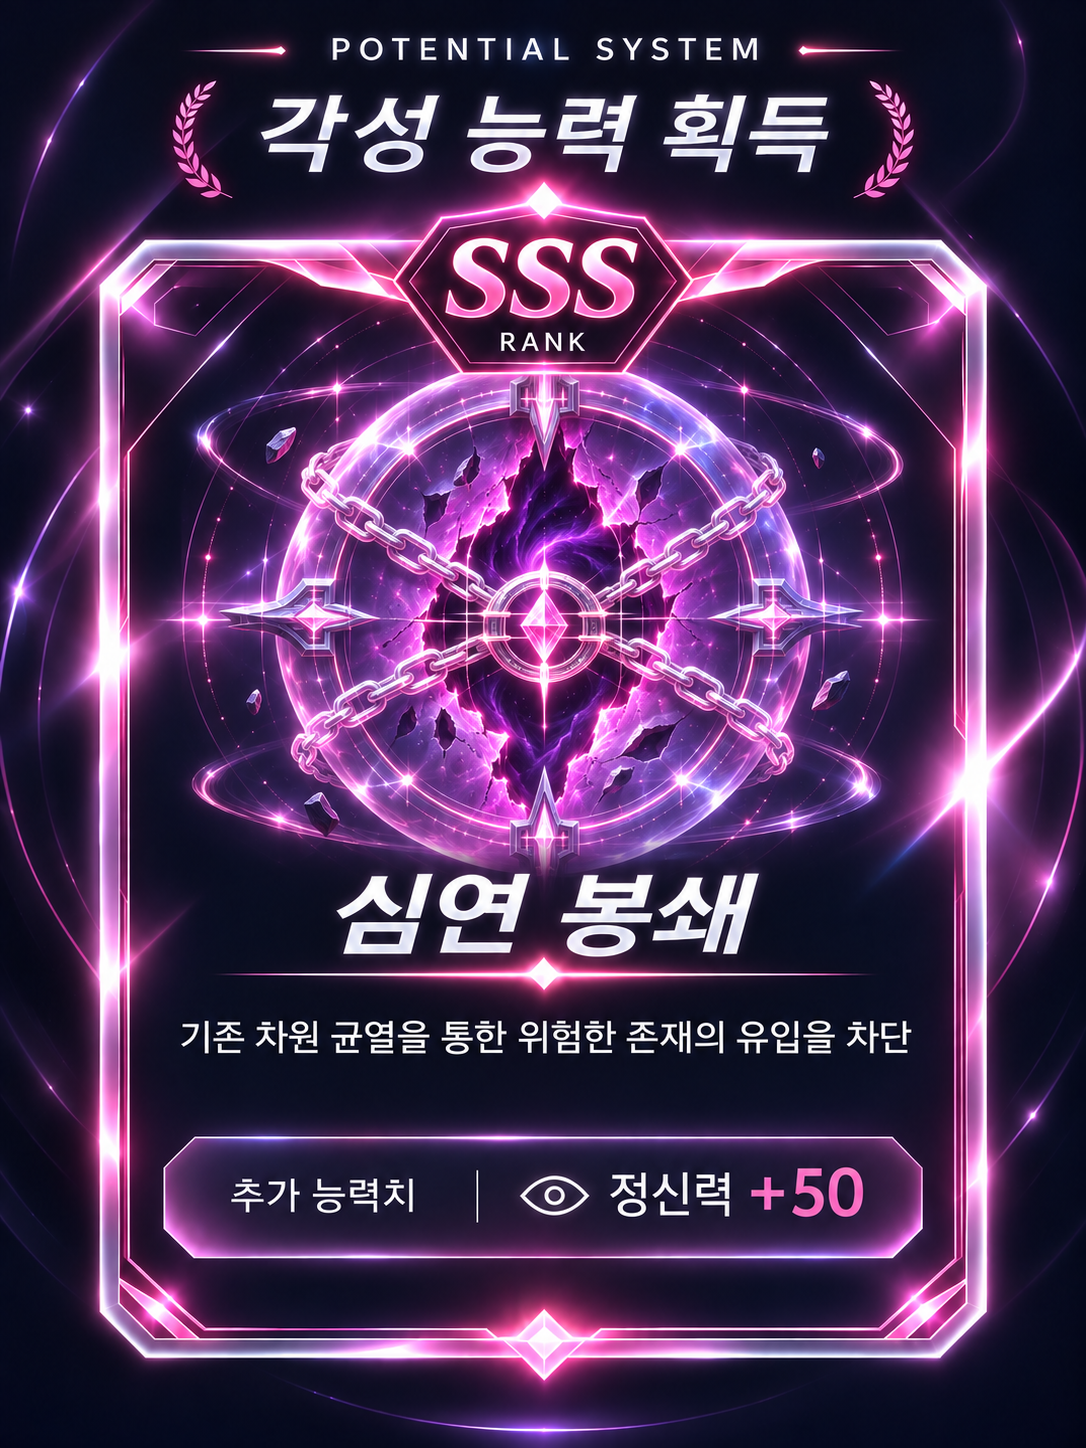 POTENTIAL SYSTEM
각성 능력 획득
SSS
RANK
심연 봉쇄
기존 차원 균열을 통한 위험한 존재의 유입을 차단
추가 능력치
정신력 +50